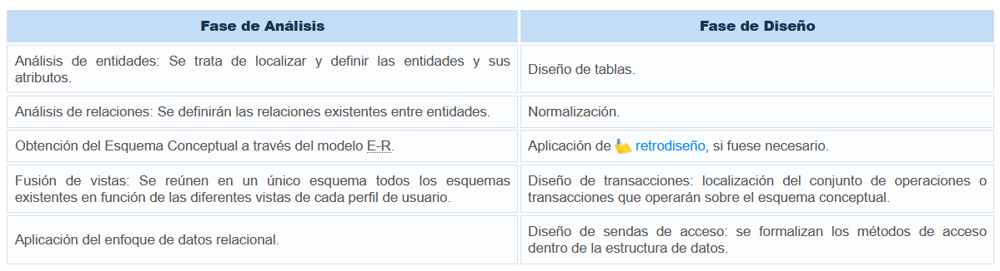 Fase de Análisis
Fase de Diseño
Análisis de entidades: Se trata de localizar y definir las entidades y sus
atributos.
Diseño de tablas.
Análisis de relaciones: Se definirán las relaciones existentes entre entidades.
Normalización.
Obtención del Esquema Conceptual a través del modelo E-R.
Aplicación de retrodiseño, si fuese necesario.
Fusión de vistas: Se reúnen en un único esquema todos los esquemas
existentes en función de las diferentes vistas de cada perfil de usuario.
Diseño de transacciones: localización del conjunto de operaciones o
transacciones que operarán sobre el esquema conceptual.
Aplicación del enfoque de datos relacional.
Diseño de sendas de acceso: se formalizan los métodos de acceso
dentro de la estructura de datos.